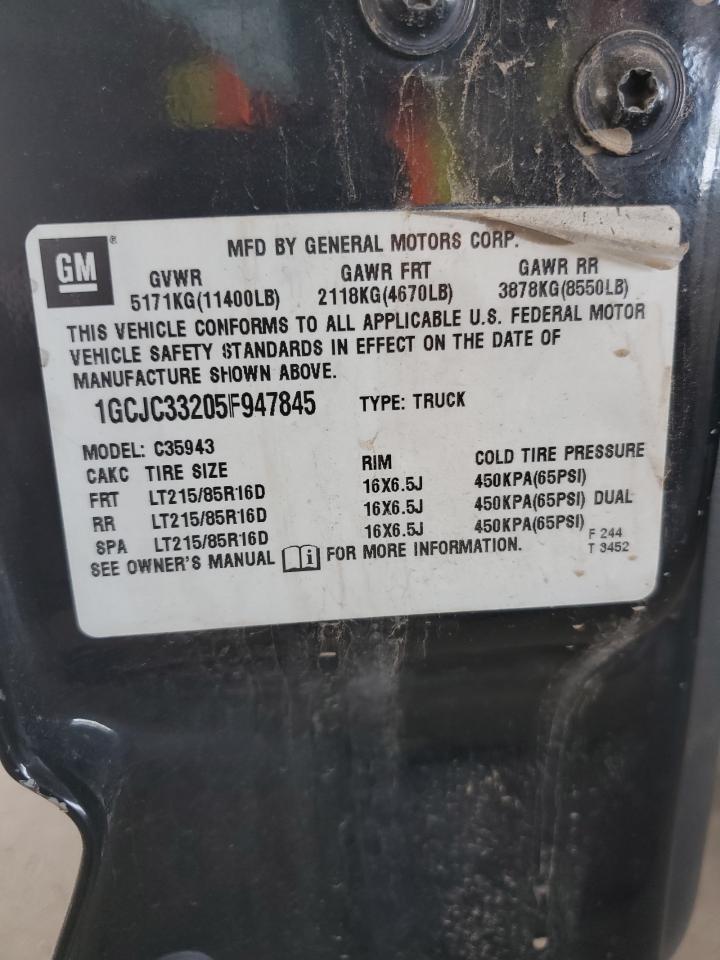 GM®
MFD BY GENERAL MOTORS CORP.
GVWR GAWR FRT GAWR RR
5171KG(11400LB) 2118KG(4670LB) 3878KG(8550LB)
THIS VEHICLE CONFORMS TO ALL APPLICABLE U.S. FEDERAL MOTOR
VEHICLE SAFETY STANDARDS IN EFFECT ON THE DATE OF
MANUFACTURE SHOWN ABOVE.
1GCJC33205F947845 TYPE: TRUCK
MODEL: C35943
CAKC TIRE SIZE RIM COLD TIRE PRESSURE
FRT LT215/85R16D 16X6.5J 450KPA(65PSI)
RR LT215/85R16D 16X6.5J 450KPA(65PSI) DUAL
SPA LT215/85R16D 16X6.5J 450KPA(65PSI)
SEE OWNER'S MANUAL i FOR MORE INFORMATION.
F 244
T 3452